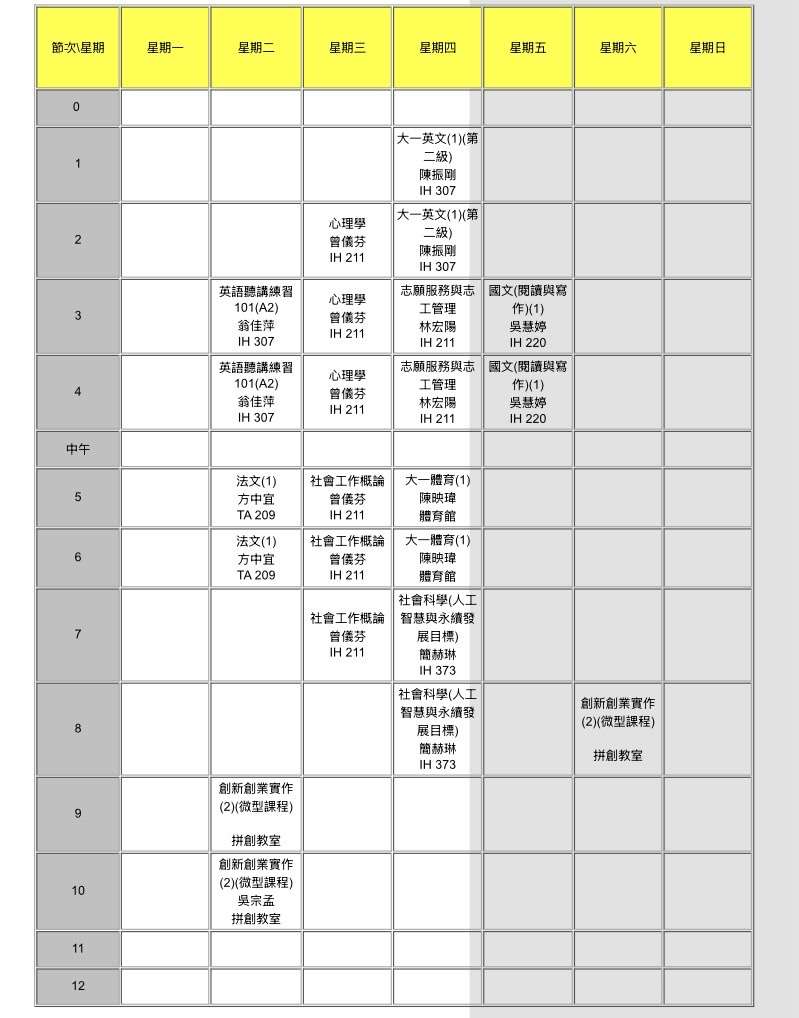 節次\星期 星期一 星期二 星期三 星期四 星期五 星期六 星期日
0
1
大一英文(1)(第
二級)
陳振剛
IH 307
2
心理學
曾儀芬
IH 211
大一英文(1)(第
二級)
陳振剛
IH 307
3
英語聽講練習
101(A2)
翁佳萍
IH 307
心理學
曾儀芬
IH 211
志願服務與志
工管理
林宏陽
IH 211
國文(閱讀與寫
作)(1)
吳慧婷
IH 220
4
英語聽講練習
101(A2)
翁佳萍
IH 307
心理學
曾儀芬
IH 211
志願服務與志
工管理
林宏陽
IH 211
國文(閱讀與寫
作)(1)
吳慧婷
IH 220
中午
5
法文(1)
方中宜
TA 209
社會工作概論
曾儀芬
IH 211
大一體育(1)
陳映瑋
體育館
6
法文(1)
方中宜
TA 209
社會工作概論
曾儀芬
IH 211
大一體育(1)
陳映瑋
體育館
7
社會工作概論
曾儀芬
IH 211
社會科學(人工
智慧與永續發
展目標)
簡赫琳
IH 373
8
社會科學(人工
智慧與永續發
展目標)
簡赫琳
IH 373
創新創業實作
(2)(微型課程)
拼創教室
9
創新創業實作
(2)(微型課程)
拼創教室
10
創新創業實作
(2)(微型課程)
吳宗孟
拼創教室
11
12